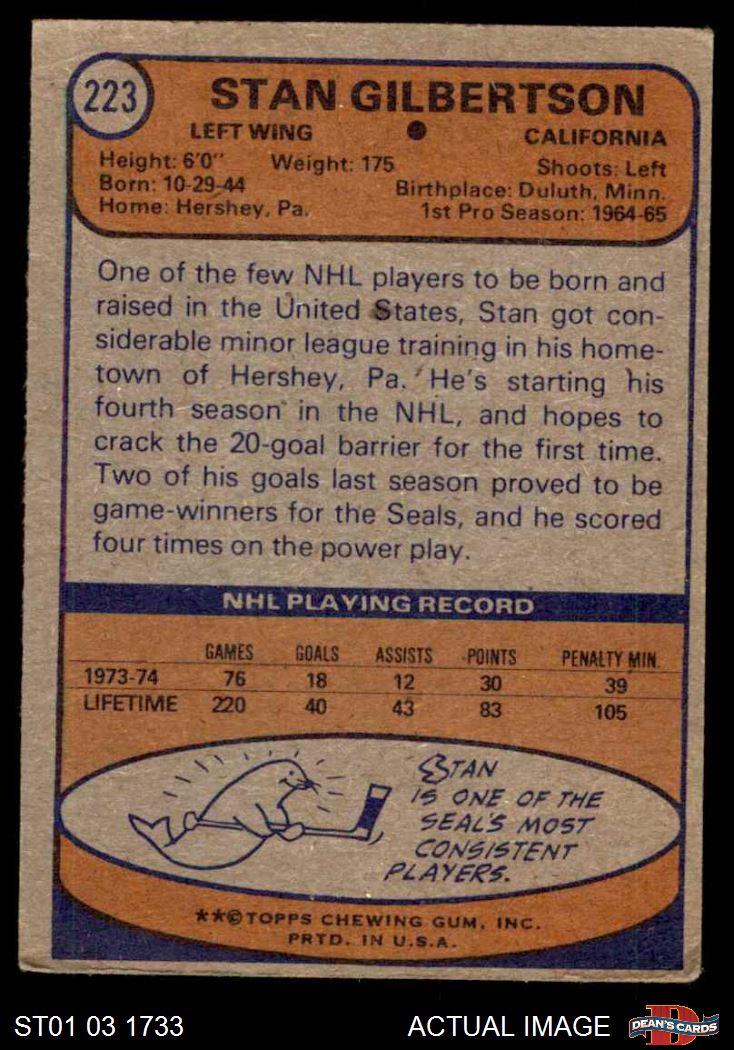 223
STAN GILBERTSON
LEFT WING ● CALIFORNIA
Height: 6'0" Weight: 175 Shoots: Left
Born: 10-29-44 Birthplace: Duluth, Minn.
Home: Hershey, Pa. 1st Pro Season: 1964-65
One of the few NHL players to be born and
raised in the United States, Stan got con-
siderable minor league training in his home-
town of Hershey, Pa. He's starting his
fourth season in the NHL, and hopes to
crack the 20-goal barrier for the first time.
Two of his goals last season proved to be
game-winners for the Seals, and he scored
four times on the power play.
NHL PLAYING RECORD
GAMES GOALS ASSISTS POINTS PENALTY MIN.
1973-74 76 18 12 30 39
LIFETIME 220 40 43 83 105
STAN
IS ONE OF THE
SEAL'S MOST
CONSISTENT
PLAYERS.
**©TOPPS CHEWING GUM, INC.
PRTD. IN U.S.A.
ST01 03 1733 ACTUAL IMAGE D DEAN'S CARDS